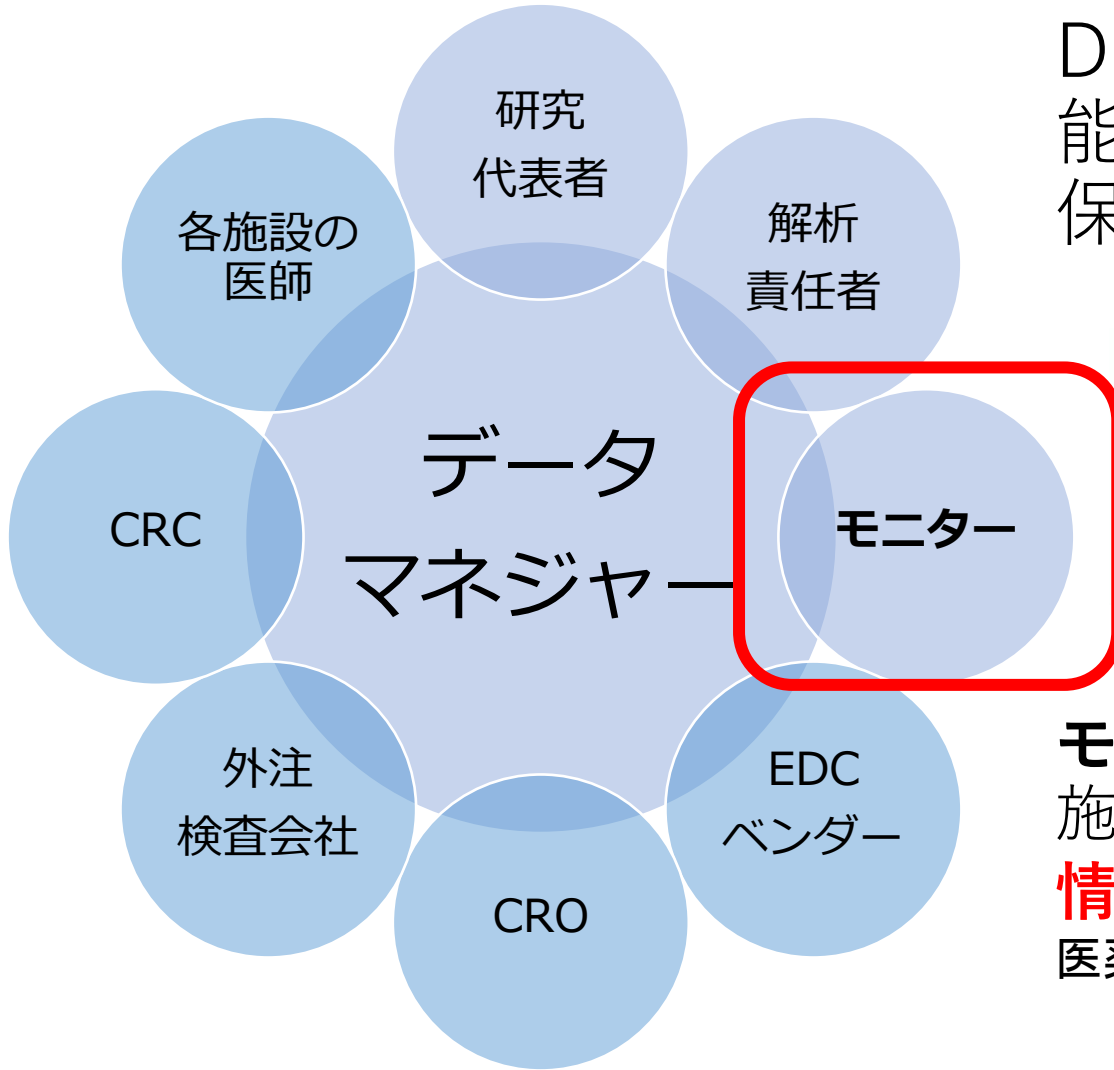 研究
代表者
解析
責任者
モニター
EDC
ベンダー
CRO
外注
検査会社
CRC
各施設の
医師
データ
マネジャー
D
能
保
モ
施
情
医薬